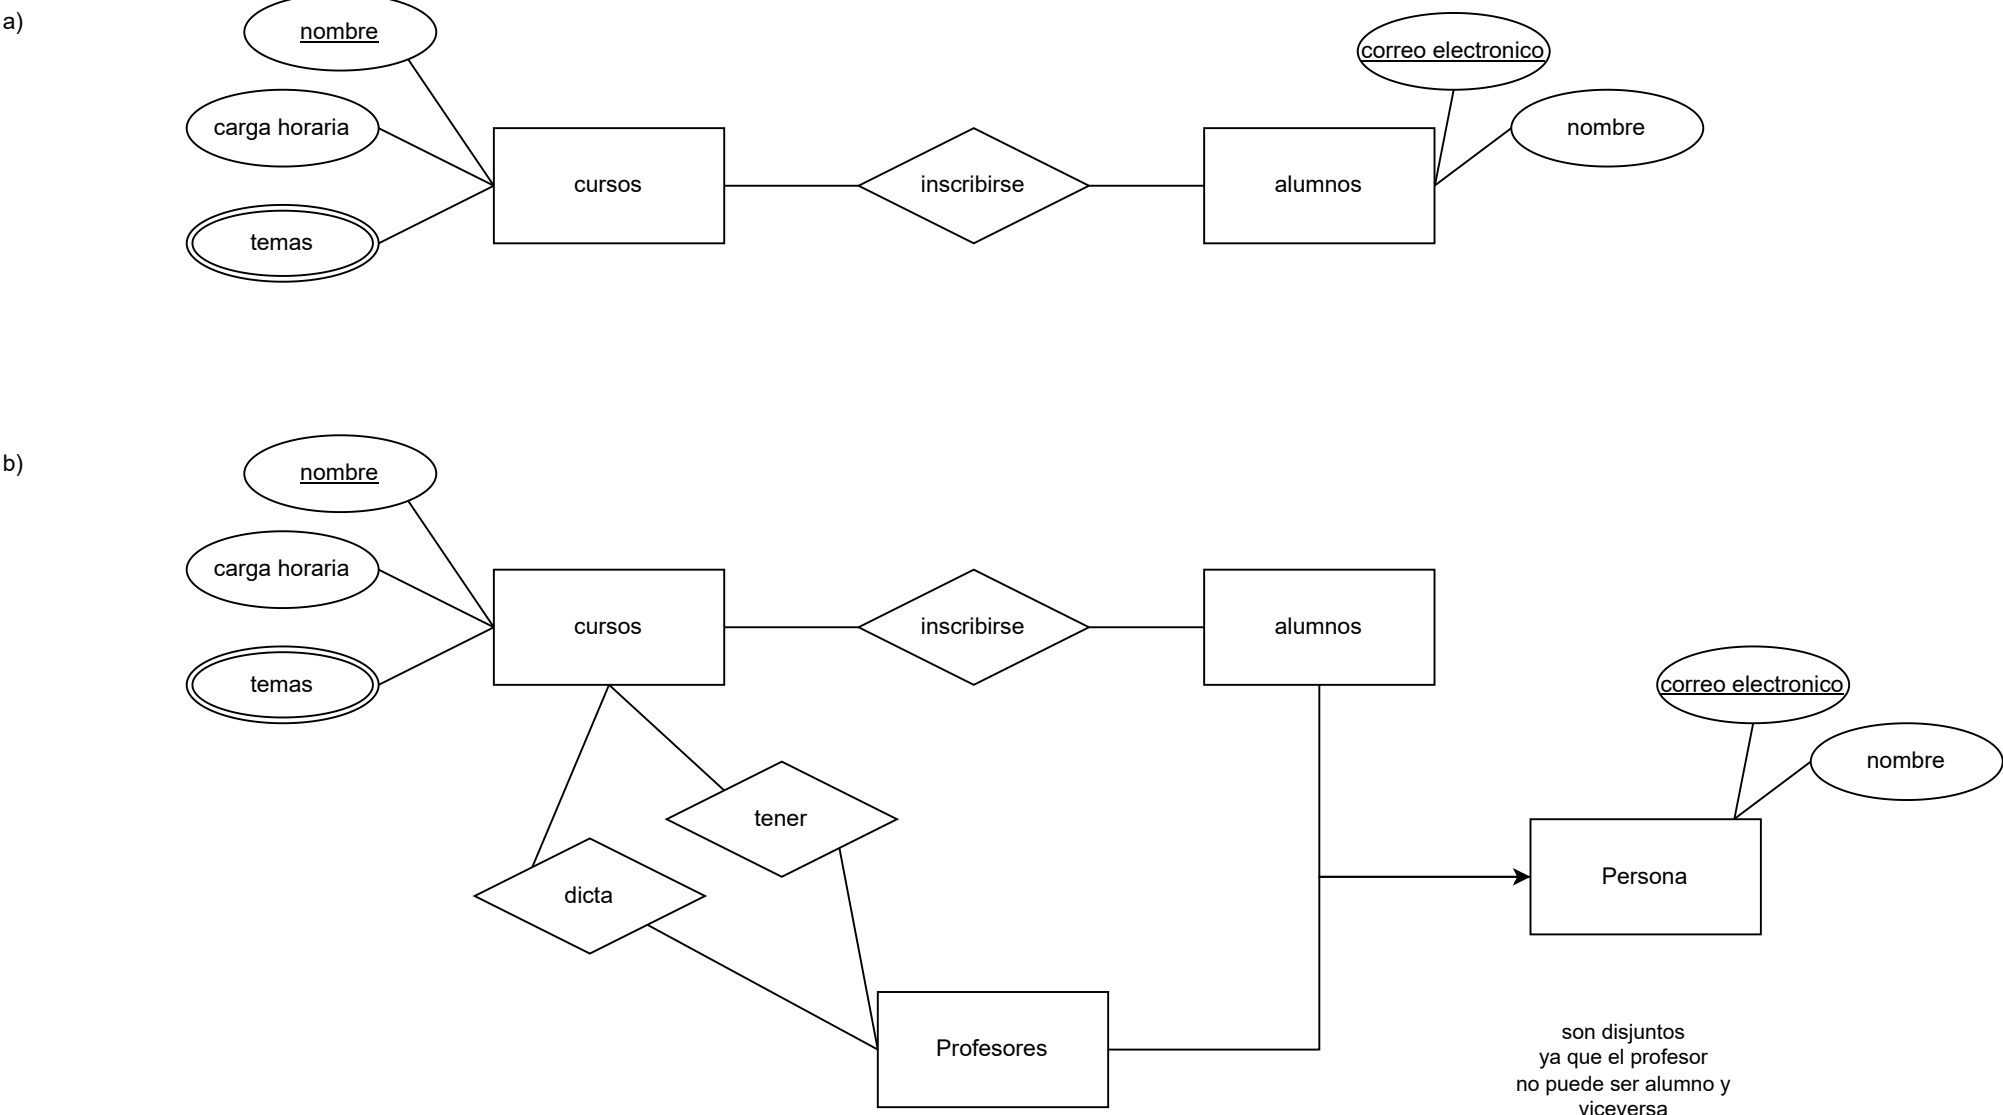 a)
nombre
correo electronico
carga horaria
nombre
cursos
inscribirse
alumnos
temas
b)
nombre
carga horaria
cursos
inscribirse
alumnos
temas
correo electronico
nombre
tener
dicta
Persona
Profesores
son disjuntos
ya que el profesor
no puede ser alumno y
viceversa